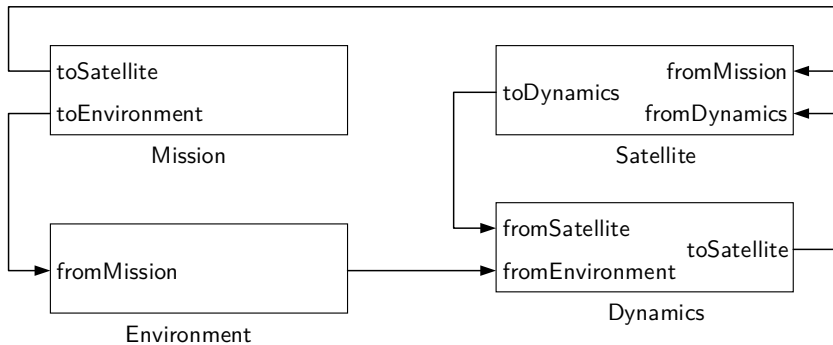 toSatellite
toEnvironment
Mission
fromMission
toDynamics
fromDynamics
Satellite
fromMission
Environment
fromSatellite
toSatellite
fromEnvironment
Dynamics